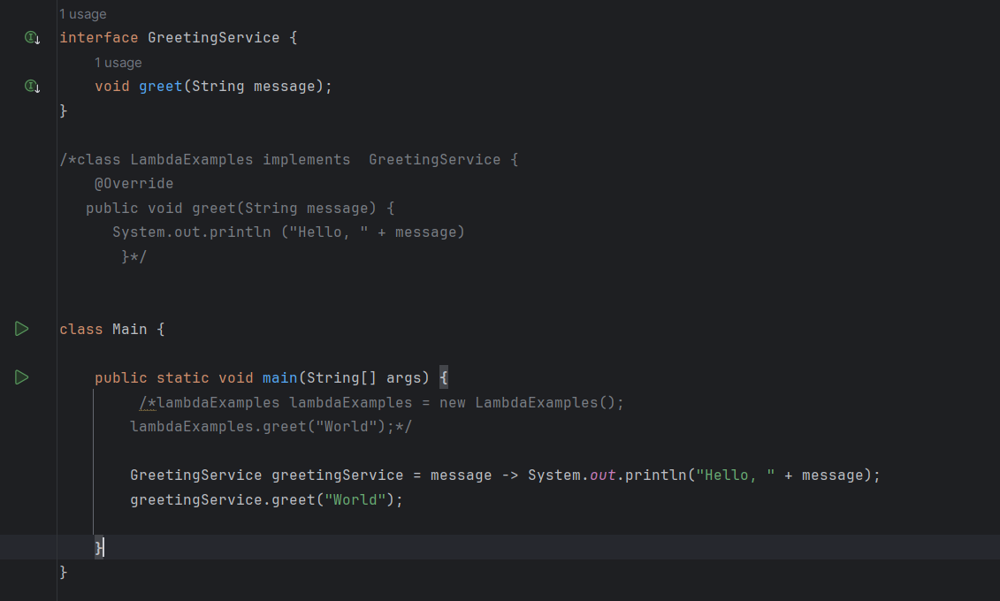 1 usage
interface GreetingService {
1 usage
void greet(String message);
}
/*class LambdaExamples implements  GreetingService {
@Override
public void greet(String message) {
System.out.println ("Hello, " + message)
}*/
class Main {
public static void main(String[] args) {
/*lambdaExamples lambdaExamples = new LambdaExamples();
lambdaExamples.greet("World");*/
GreetingService greetingService = message -> System.out.println("Hello, " + message);
greetingService.greet("World");
}
}